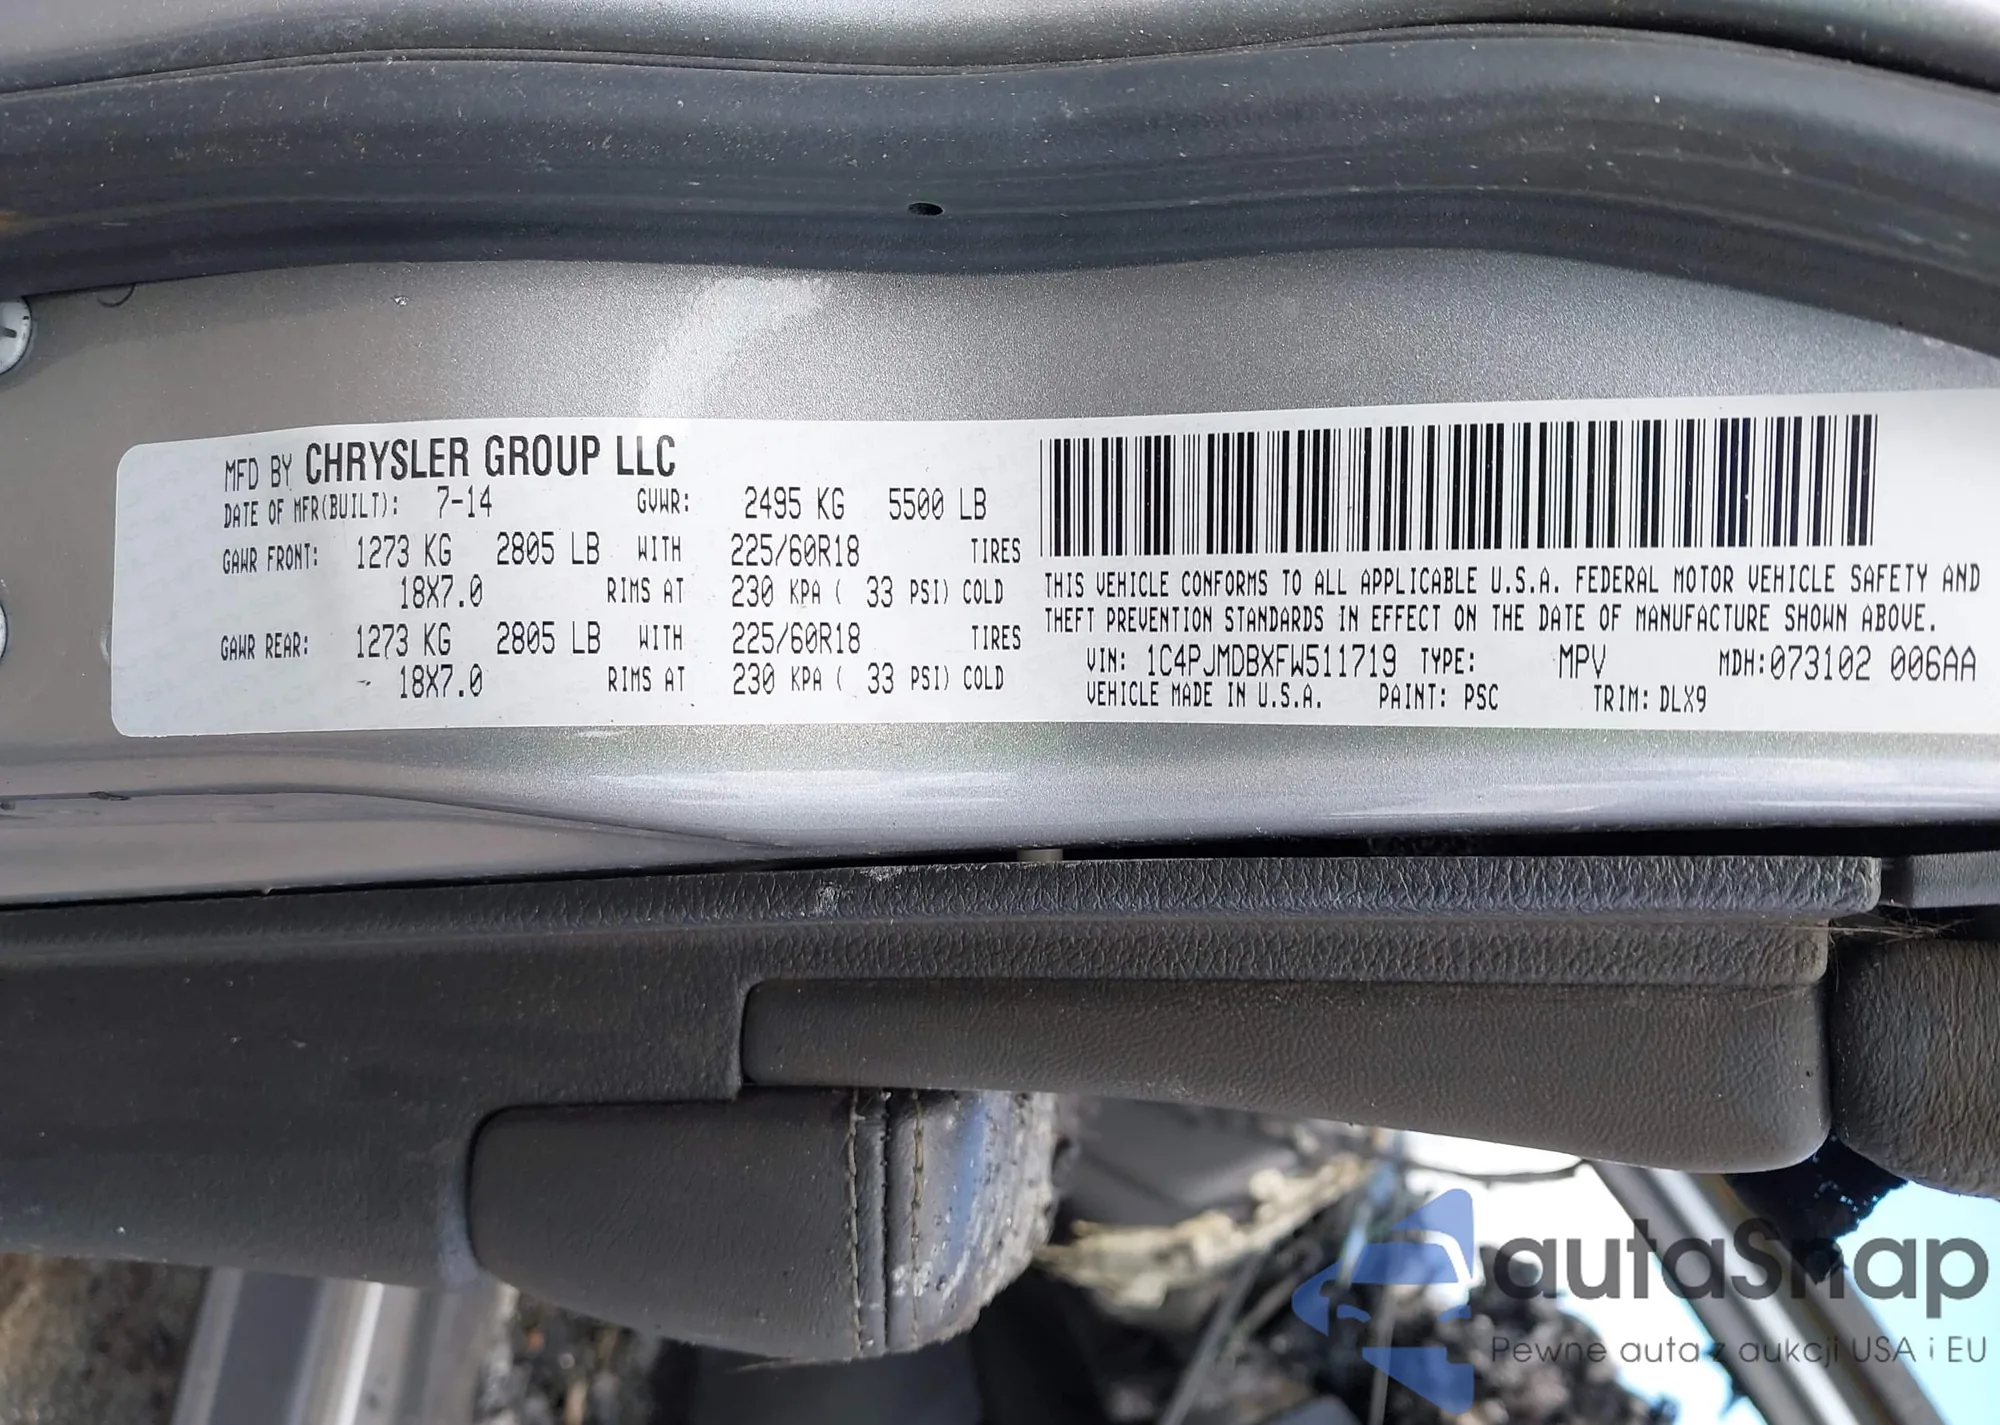 MFD BY CHRYSLER GROUP LLC
DATE OF MFR(BUILT): 7-14 GVWR: 2495 KG 5500 LB
GAWR FRONT: 1273 KG 2805 LB WITH 225/60R18 TIRES
18X7.0 RIMS AT 230 KPA ( 33 PSI) COLD
GAWR REAR: 1273 KG 2805 LB WITH 225/60R18 TIRES
18X7.0 RIMS AT 230 KPA ( 33 PSI) COLD
THIS VEHICLE CONFORMS TO ALL APPLICABLE U.S.A. FEDERAL MOTOR VEHICLE SAFETY AND
THEFT PREVENTION STANDARDS IN EFFECT ON THE DATE OF MANUFACTURE SHOWN ABOVE.
VIN: 1C4PJMDBXFW511719 TYPE: MPV MDH:073102 006AA
VEHICLE MADE IN U.S.A. PAINT: PSC TRIM: DLX9
autaSnap
Pewne auta z aukcji USA i EU